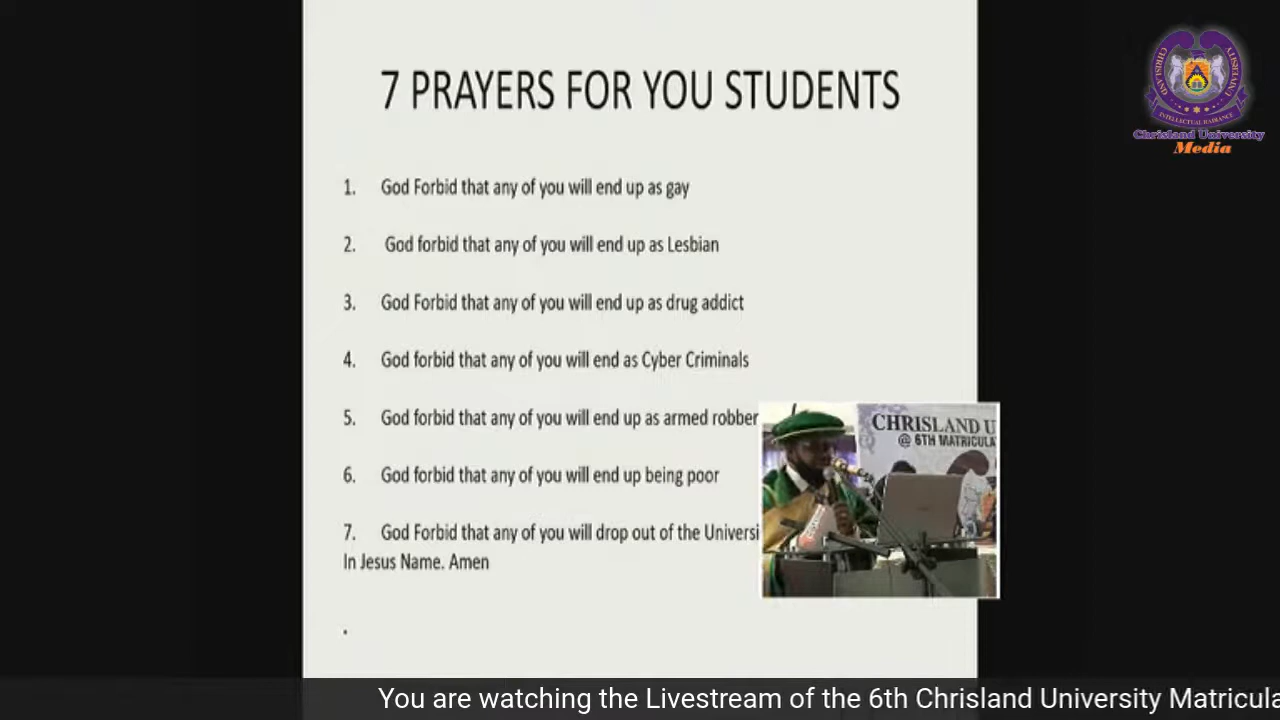 7 PRAYERS FOR YOU STUDENTS
1. God Forbid that any of you will end up as gay
2. God forbid that any of you will end up as Lesbian
3. God Forbid that any of you will end up as drug addict
4. God forbid that any of you will end as Cyber Criminals
5. God forbid that any of you will end up as armed robber
6. God forbid that any of you will end up being poor
7. God Forbid that any of you will drop out of the Universi
In Jesus Name. Amen
.
CHRISLAND UNIVERSITY
INTELLECTUAL RADIANCE
Chrisland University
Media
CHRISLAND U
@ 6TH MATRICULA
You are watching the Livestream of the 6th Chrisland University Matricula